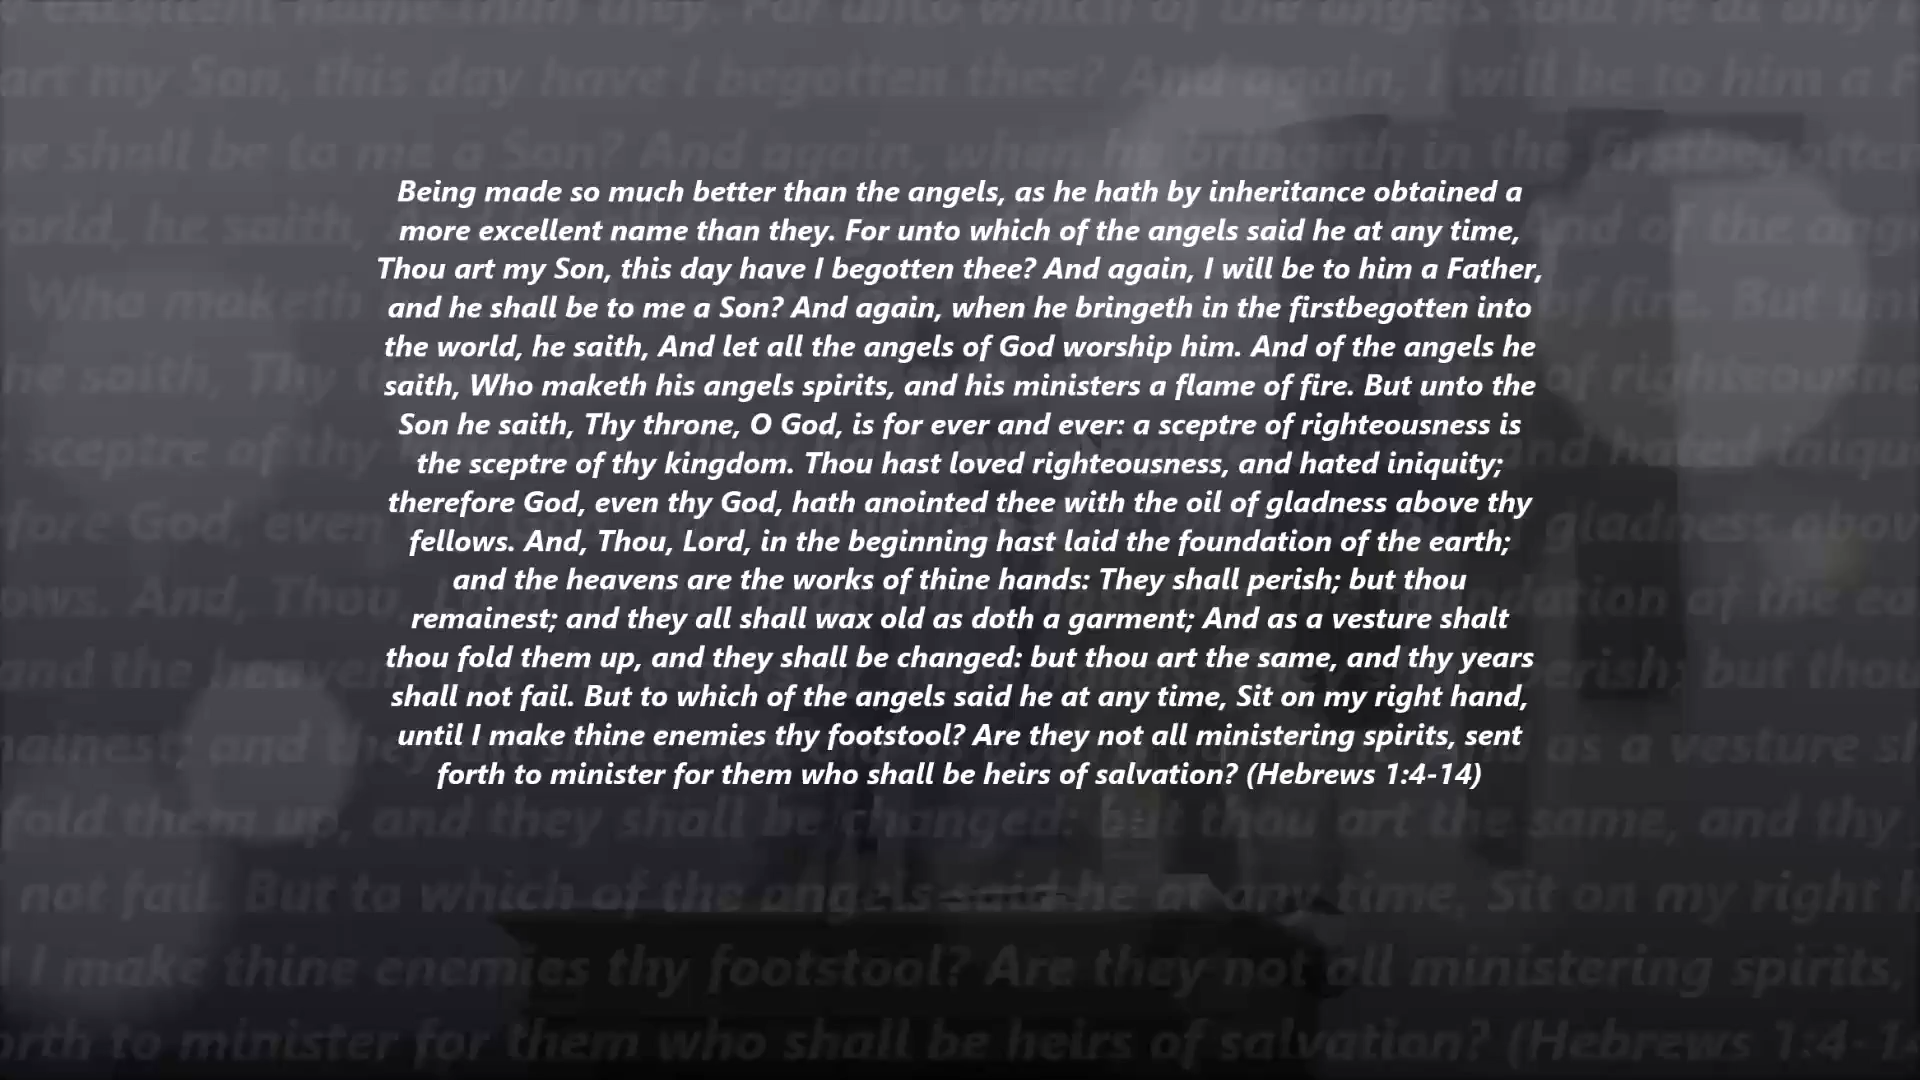 Being made so much better than the angels, as he hath by inheritance obtained a
more excellent name than they. For unto which of the angels said he at any time,
Thou art my Son, this day have I begotten thee? And again, I will be to him a Father,
and he shall be to me a Son? And again, when he bringeth in the firstbegotten into
the world, he saith, And let all the angels of God worship him. And of the angels he
saith, Who maketh his angels spirits, and his ministers a flame of fire. But unto the
Son he saith, Thy throne, O God, is for ever and ever: a sceptre of righteousness is
the sceptre of thy kingdom. Thou hast loved righteousness, and hated iniquity;
therefore God, even thy God, hath anointed thee with the oil of gladness above thy
fellows. And, Thou, Lord, in the beginning hast laid the foundation of the earth;
and the heavens are the works of thine hands: They shall perish; but thou
remainest; and they all shall wax old as doth a garment; And as a vesture shalt
thou fold them up, and they shall be changed: but thou art the same, and thy years
shall not fail. But to which of the angels said he at any time, Sit on my right hand,
until I make thine enemies thy footstool? Are they not all ministering spirits, sent
forth to minister for them who shall be heirs of salvation? (Hebrews 1:4-14)